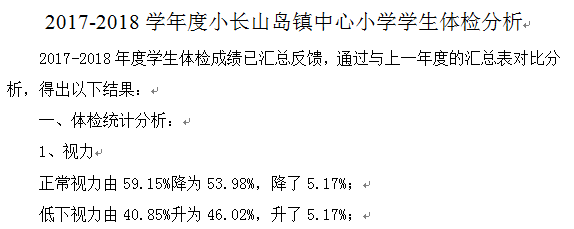 2017-2018 学年度小长山岛镇中心小学学生体检分析
2017-2018 年度学生体检成绩已汇总反馈，通过与上一年度的汇总表对比分
析，得出以下结果：
一、体检统计分析：
1、视力
正常视力由 59.15%降为 53.98%，降了 5.17%；
低下视力由 40.85%升为 46.02%，升了 5.17%；